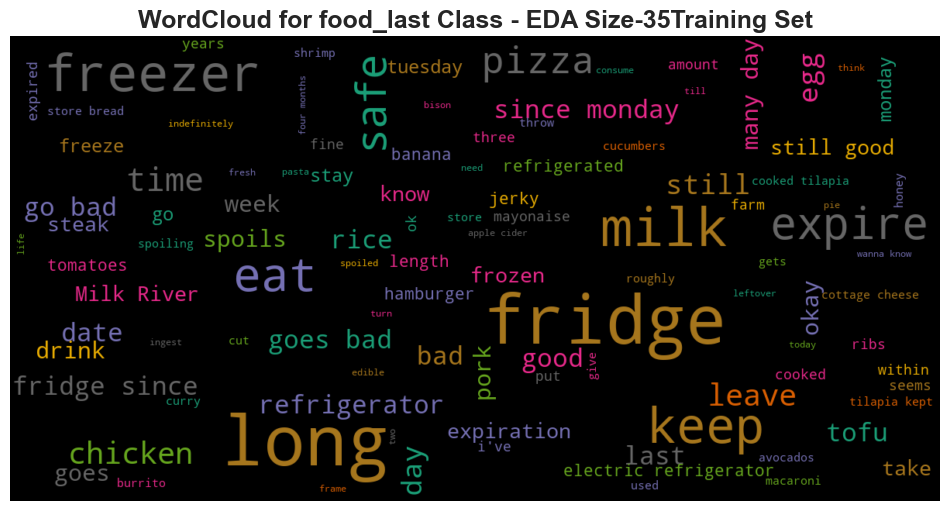 WordCloud for food_last Class - EDA Size-35Training Set
years
shrimp
freezer
expired
store bread
indefinitely
four months
safe
tuesday
pizza
consume
amount
many day
egg
think
monday
till
bison
since monday
throw
three
cucumbers
still good
freeze
fine
banana
refrigerated
time
fresh
pasta
stay
need
know
jerky
still
cooked tilapia
honey
farm
pie
go bad
steak
go
week
ok
store
mayonaise
milk
expire
life
spoiling
spoils
rice
apple cider
wanna know
tomatoes
eat
spoiled
length
frozen
gets
roughly
Milk River
hamburger
fridge
leftover
okay
cottage cheese
turn
date
drink
ingest
cut
goes bad
bad
good
give
today
ribs
pork
put
edible
cooked
within
seems
fridge since
curry
refrigerator
leave
tilapia kept
long
two
keep
tofu
expiration
i've
chicken
goes
burrito
day
last
avocados
electric refrigerator
take
macaroni
used
frame